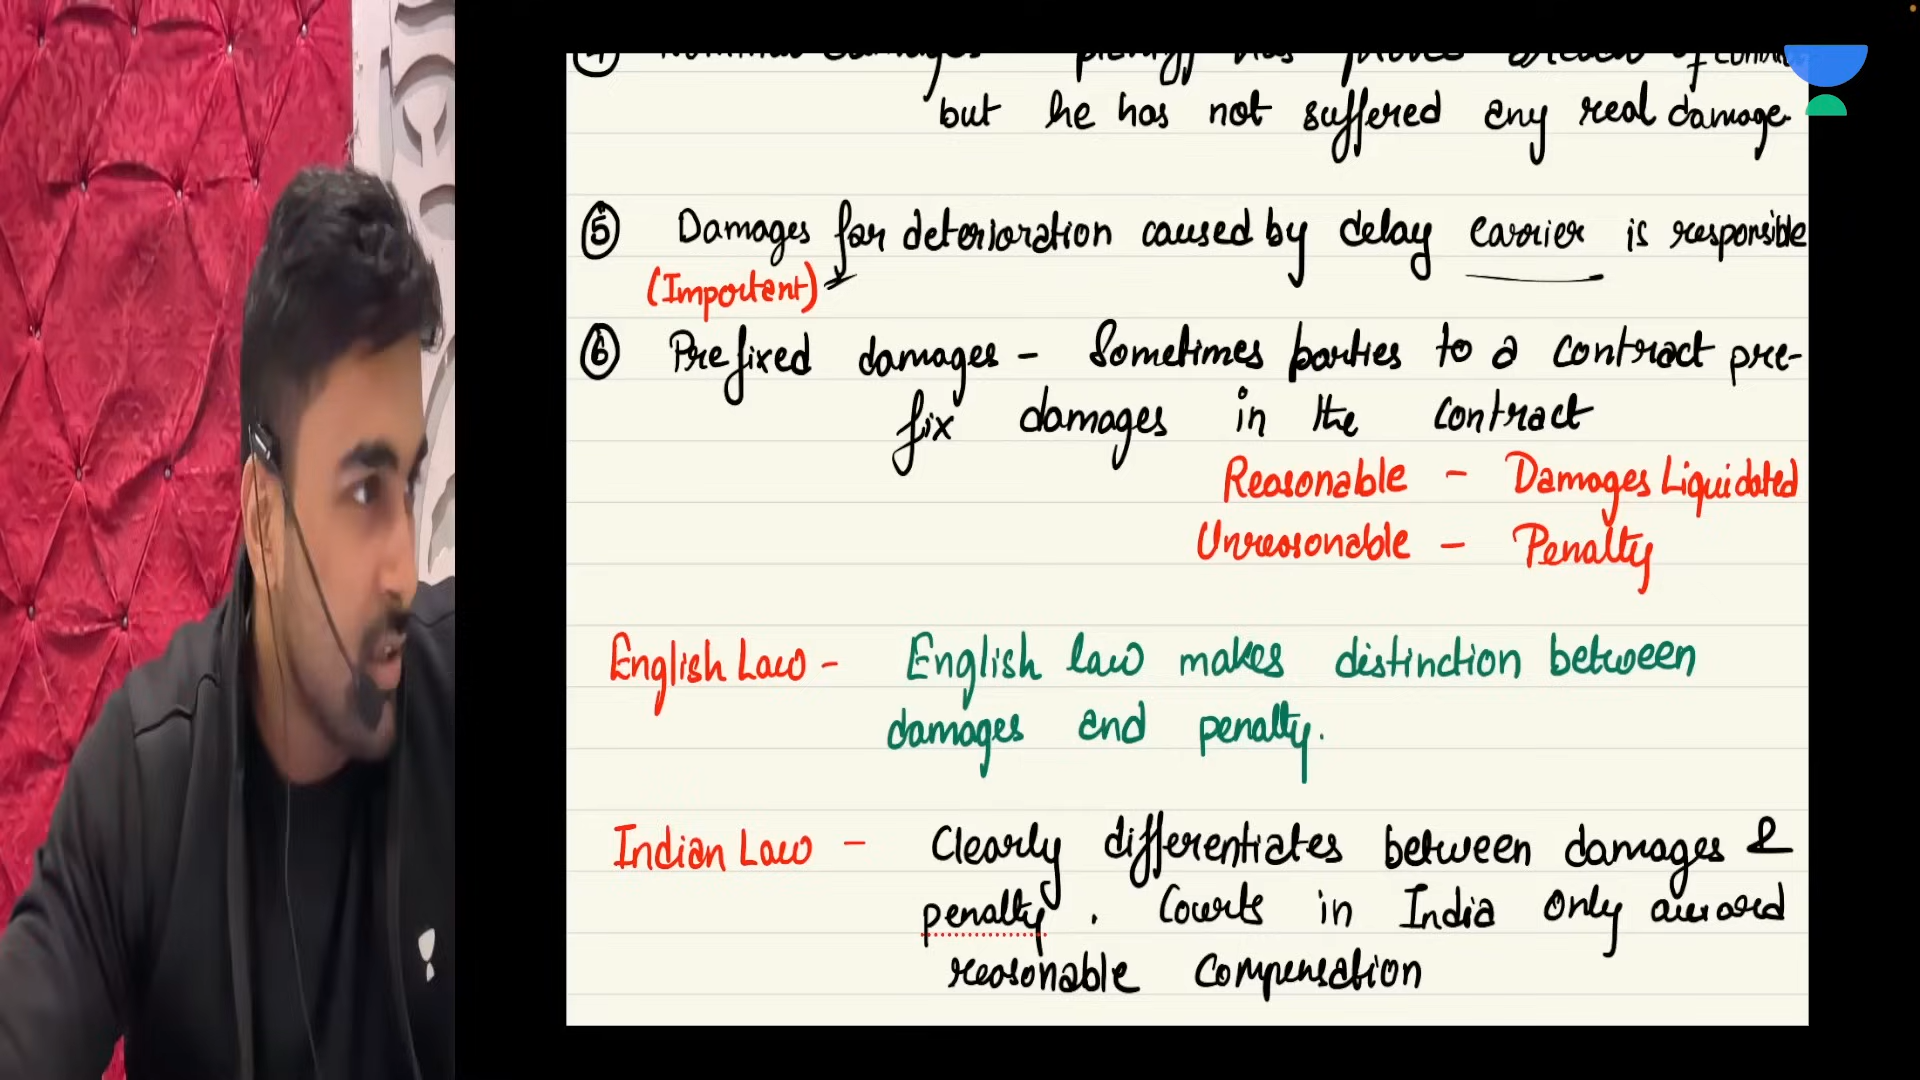 ④ Nominal damages
but he has not suffered any real damage.
⑤ Damages for deterioration caused by delay carrier is responsible
(Important)
⑥ Prefixed damages - Sometimes parties to a contract pre-
fix damages in the contract
Reasonable - Damages Liquidated
Unreasonable - Penalty
English Law - English law makes distinction between
damages and penalty.
Indian Law - Clearly differentiates between damages &
penalty. Courts in India only award
reasonable compensation